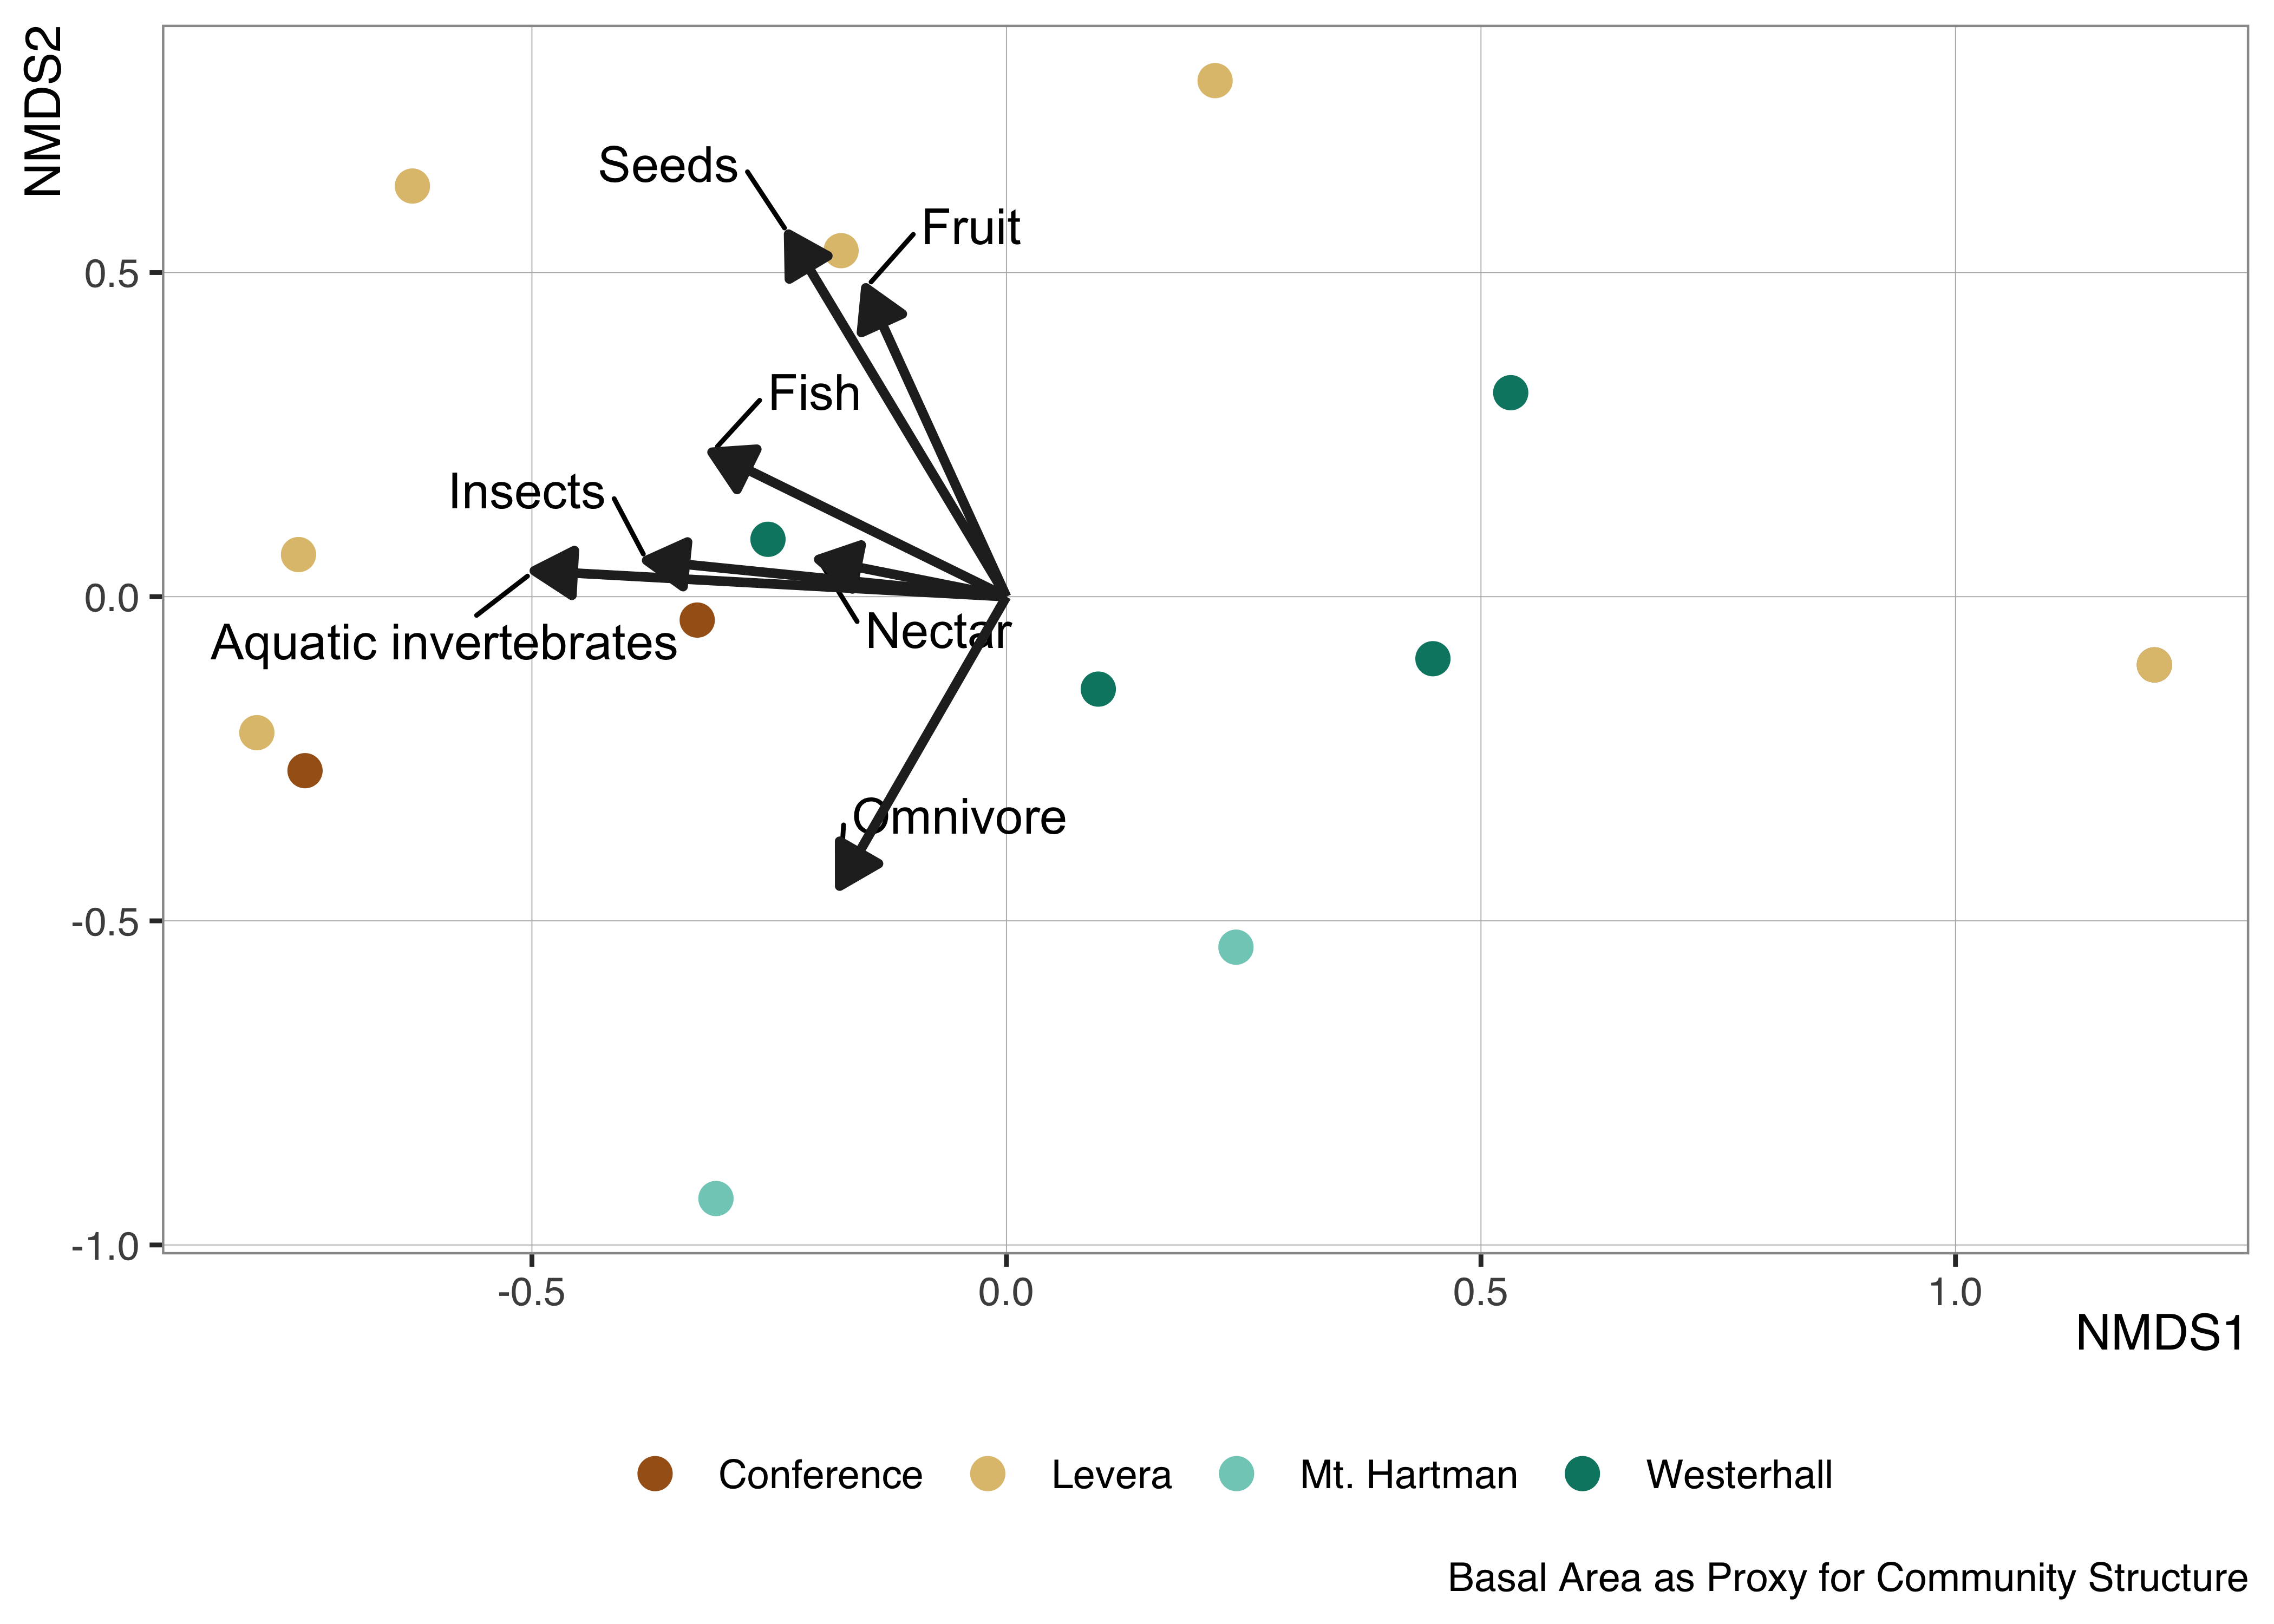 NMDS2
Seeds
Fruit
0.5
Fish
Insects
0.0
Nectar
Aquatic invertebrates
Omnivore
-0.5
-1.0
-0.5 0.0 0.5 1.0
NMDS1
Conference Levera Mt. Hartman Westerhall
Basal Area as Proxy for Community Structure